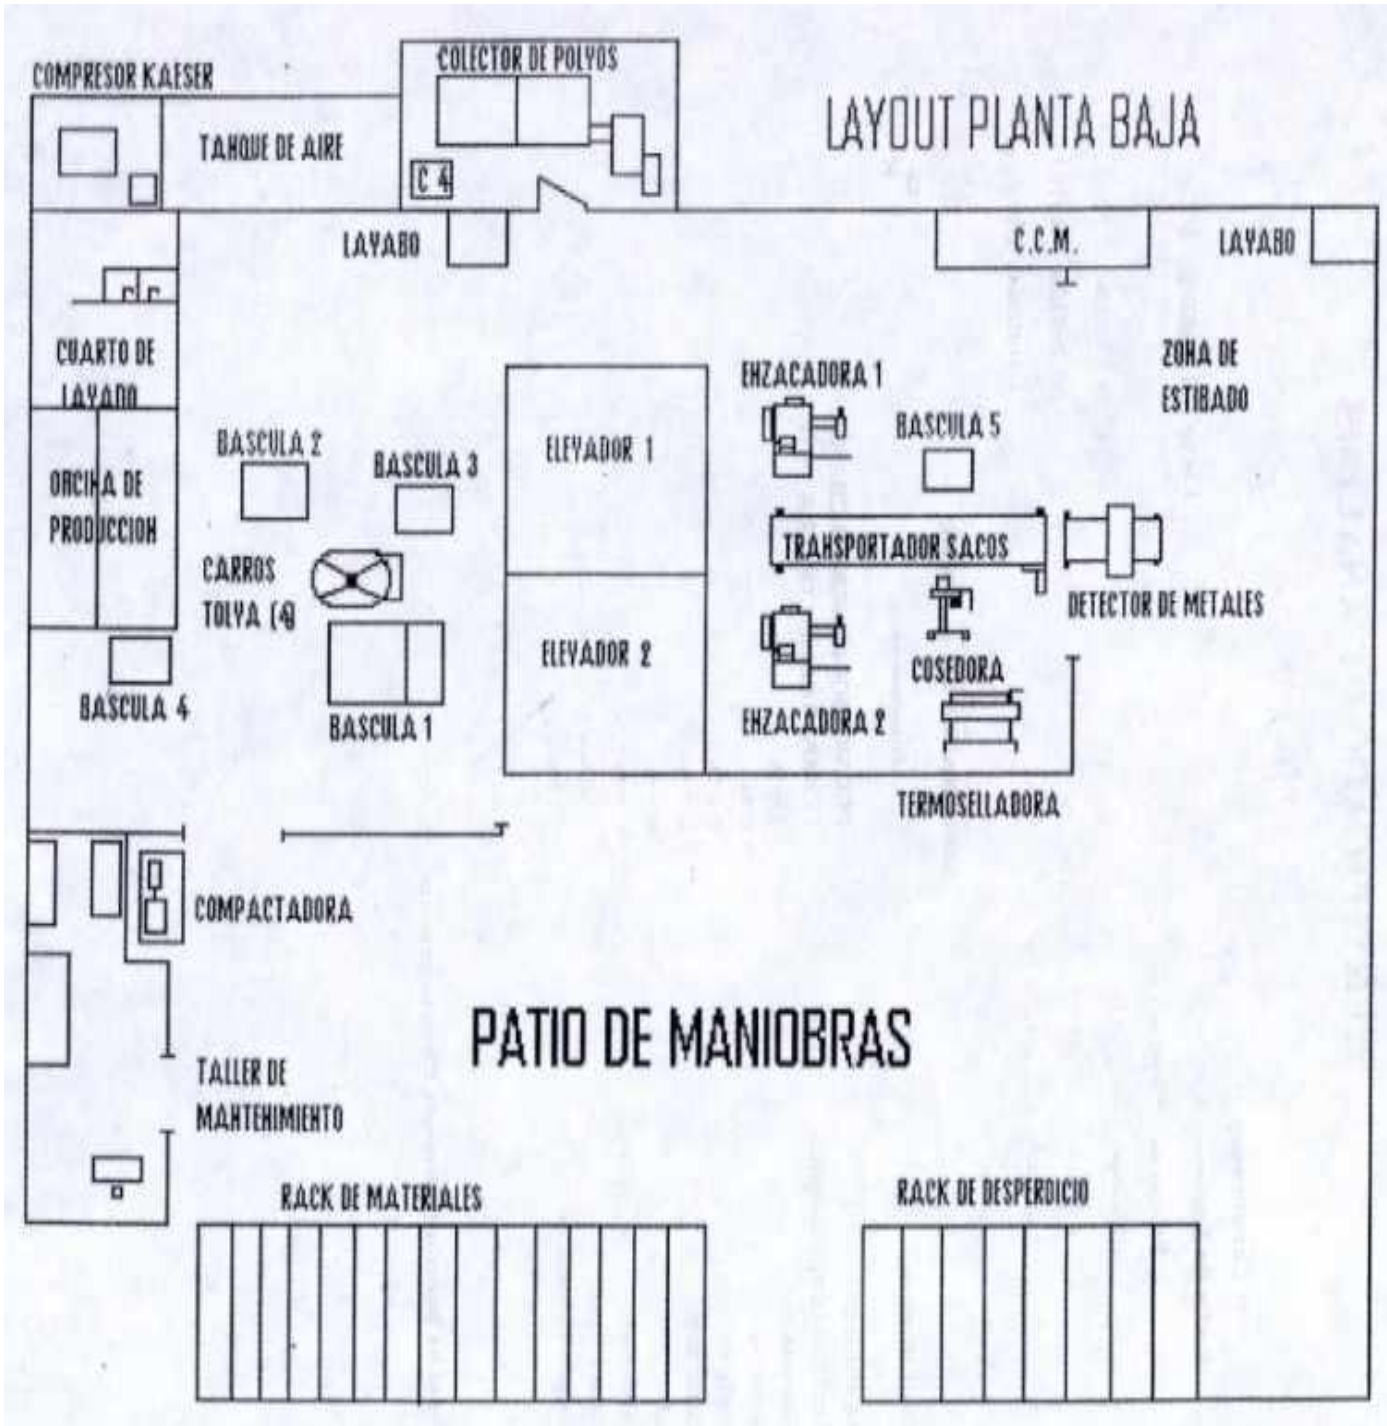 COLECTOR DE POLVOS
COMPRESOR KAESER
LAYOUT PLANTA BAJA
TANQUE DE AIRE
C 4
LAVABO
C.C.M.
LAVABO
CUARTO DE
LAVADO
ZONA DE
ESTIBADO
ENZACADORA 1
BASCULA 5
BASCULA 2
BASCULA 3
ELEVADOR 1
OFICINA DE
PRODUCCION
TRANSPORTADOR SACOS
CARROS
TOLVA (4)
DETECTOR DE METALES
ELEVADOR 2
COSEDORA
BASCULA 4
BASCULA 1
ENZACADORA 2
TERMOSELLADORA
COMPACTADORA
PATIO DE MANIOBRAS
TALLER DE
MANTENIMIENTO
RACK DE MATERIALES
RACK DE DESPERDICIO